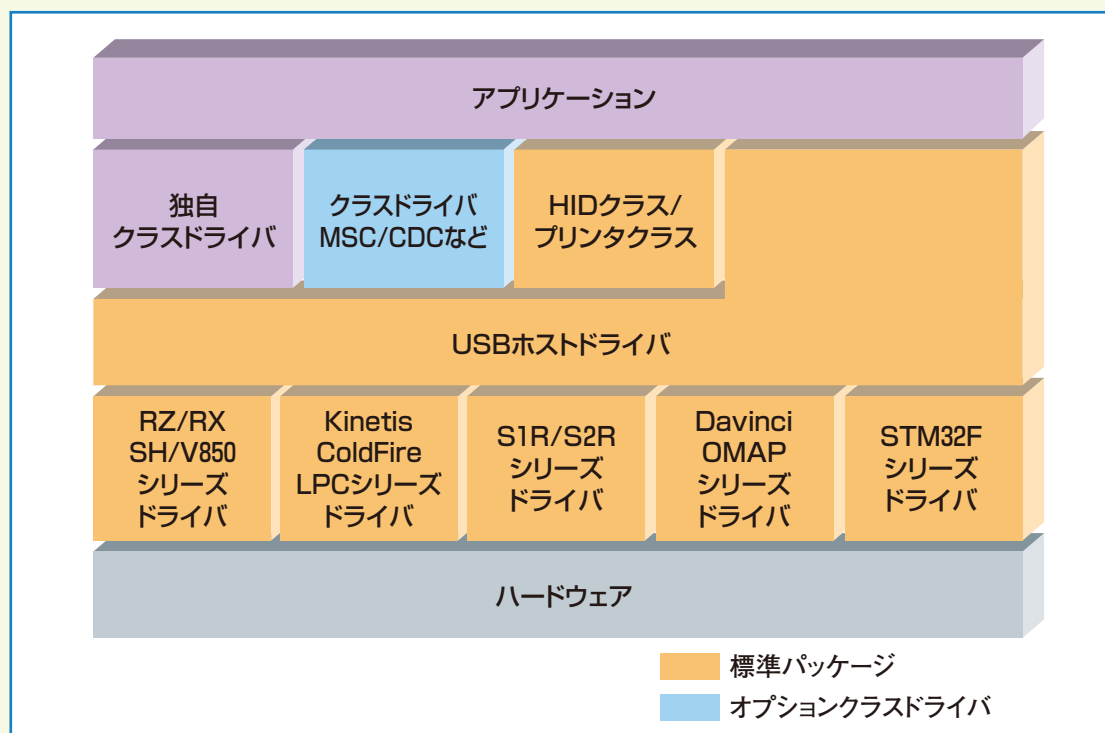 アプリケーション
独自
クラスドライバ
クラスドライバ
MSC/CDCなど
HIDクラス/
プリンタクラス
USBホストドライバ
RZ/RX
SH/V850
シリーズ
ドライバ
Kinetis
ColdFire
LPCシリーズ
ドライバ
S1R/S2R
シリーズ
ドライバ
Davinci
OMAP
シリーズ
ドライバ
STM32F
シリーズ
ドライバ
ハードウェア
標準パッケージ
オプションクラスドライバ